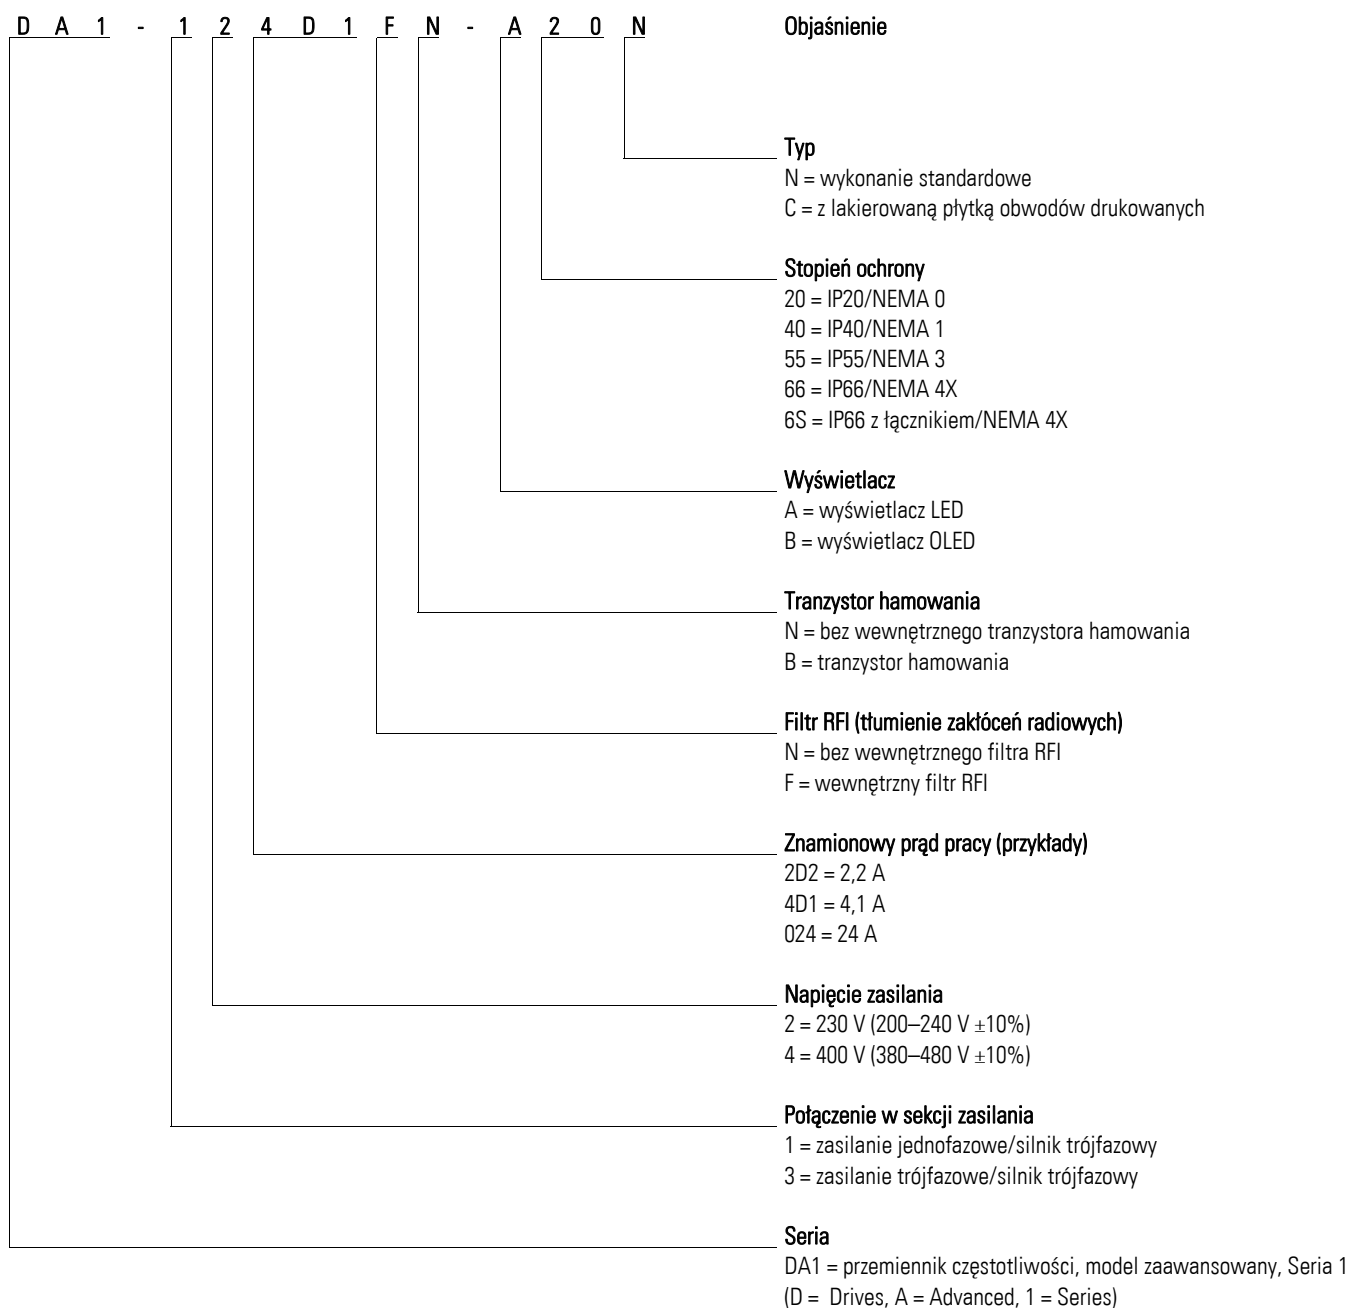 D A 1 - 1 2 4 D 1 F N - A 2 0 N Objaśnienie
Typ
N = wykonanie standardowe
C = z lakierowaną płytką obwodów drukowanych
Stopień ochrony
20 = IP20/NEMA 0
40 = IP40/NEMA 1
55 = IP55/NEMA 3
66 = IP66/NEMA 4X
6S = IP66 z łącznikiem/NEMA 4X
Wyświetlacz
A = wyświetlacz LED
B = wyświetlacz OLED
Tranzystor hamowania
N = bez wewnętrznego tranzystora hamowania
B = tranzystor hamowania
Filtr RFI (tłumienie zakłóceń radiowych)
N = bez wewnętrznego filtra RFI
F = wewnętrzny filtr RFI
Znamionowy prąd pracy (przykłady)
2D2 = 2,2 A
4D1 = 4,1 A
024 = 24 A
Napięcie zasilania
2 = 230 V (200–240 V ±10%)
4 = 400 V (380–480 V ±10%)
Połączenie w sekcji zasilania
1 = zasilanie jednofazowe/silnik trójfazowy
3 = zasilanie trójfazowe/silnik trójfazowy
Seria
DA1 = przemiennik częstotliwości, model zaawansowany, Seria 1
(D = Drives, A = Advanced, 1 = Series)